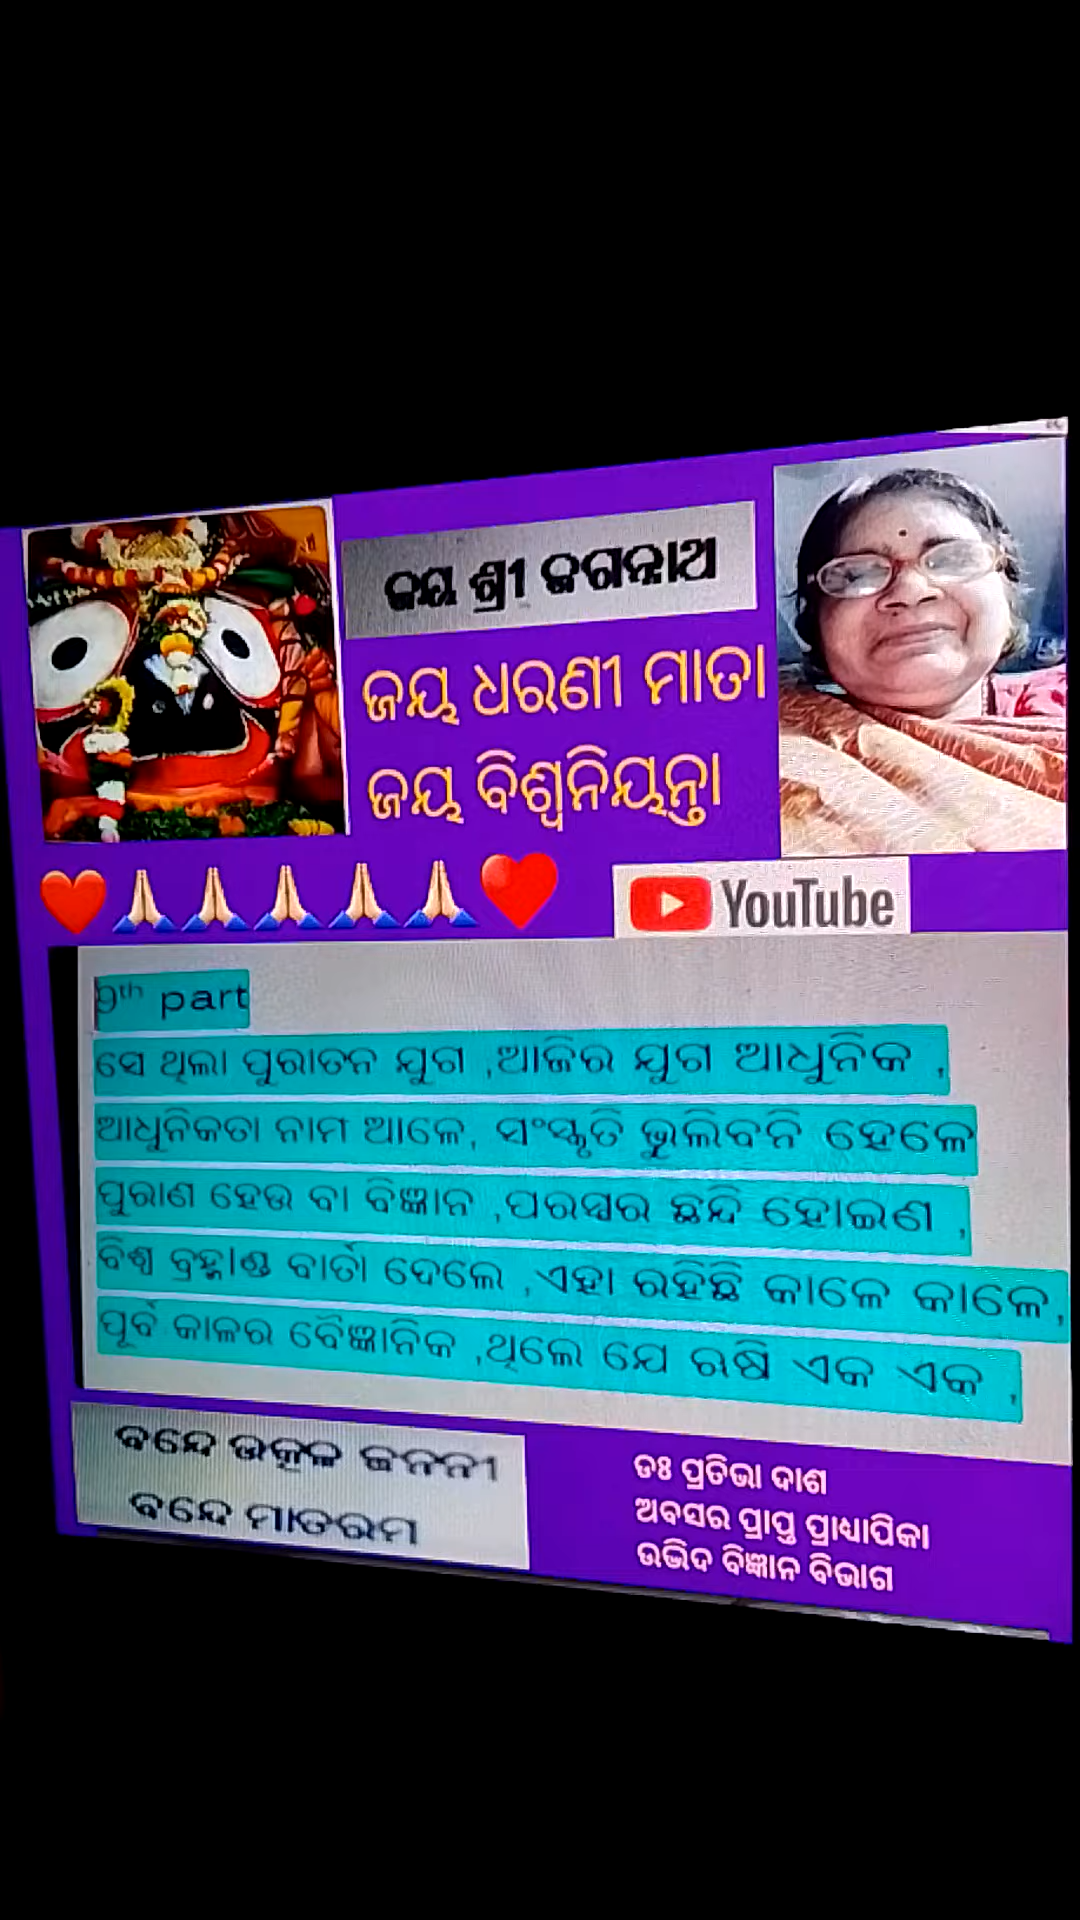 ଜୟ ଶ୍ରୀ ଜଗନ୍ନାଥ
ଜୟ ଧରଣୀ ମାତା
ଜୟ ବିଶ୍ୱନିୟନ୍ତା
YouTube
9th part
ସେ ଥିଲା ପୁରାତନ ଯୁଗ ,ଆଜିର ଯୁଗ ଆଧୁନିକ ,
ଆଧୁନିକତା ନାମ ଆଳେ, ସଂସ୍କୃତି ଭୁଲିବନି ହେଳେ
ପୁରାଣ ହେଉ ବା ବିଜ୍ଞାନ ,ପରସ୍ପର ଛନ୍ଦି ହୋଇଣ ,
ବିଶ୍ୱ ବ୍ରହ୍ମାଣ୍ଡ ବାର୍ତା ଦେଲେ ,ଏହା ରହିଛି କାଳେ କାଳେ,
ପୂର୍ବ କାଳର ବୈଜ୍ଞାନିକ ,ଥିଲେ ଯେ ଋଷି ଏକ ଏକ ,
ବନ୍ଦେ ଉତ୍କଳ ଜନନୀ
ବନ୍ଦେ ମାତରମ
ଡଃ ପ୍ରତିଭା ଦାଶ
ଅବସର ପ୍ରାପ୍ତ ପ୍ରାଧ୍ୟାପିକା
ଉଦ୍ଭିଦ ବିଜ୍ଞାନ ବିଭାଗ